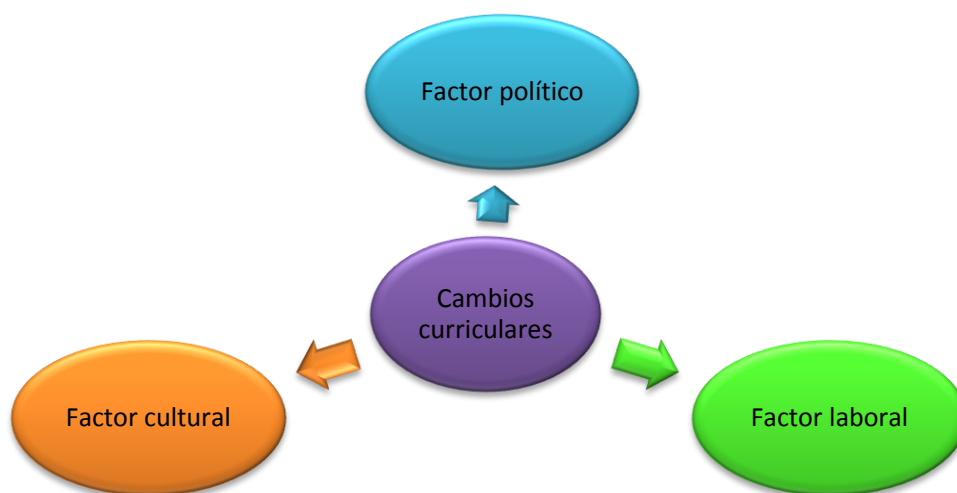 Factor político
Cambios
curriculares
Factor cultural
Factor laboral